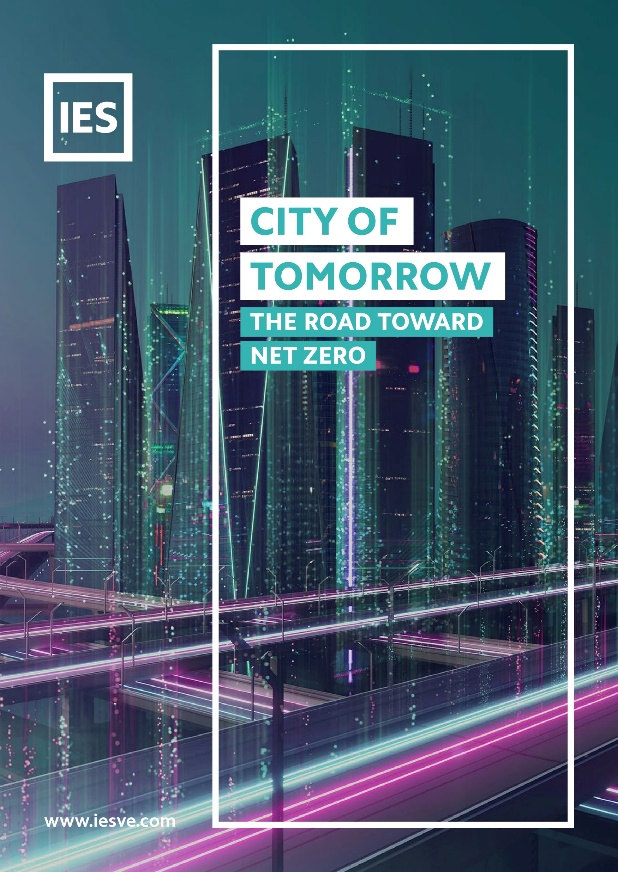 IES
CITY OF
TOMORROW
THE ROAD TOWARD
NET ZERO
www.iesve.com